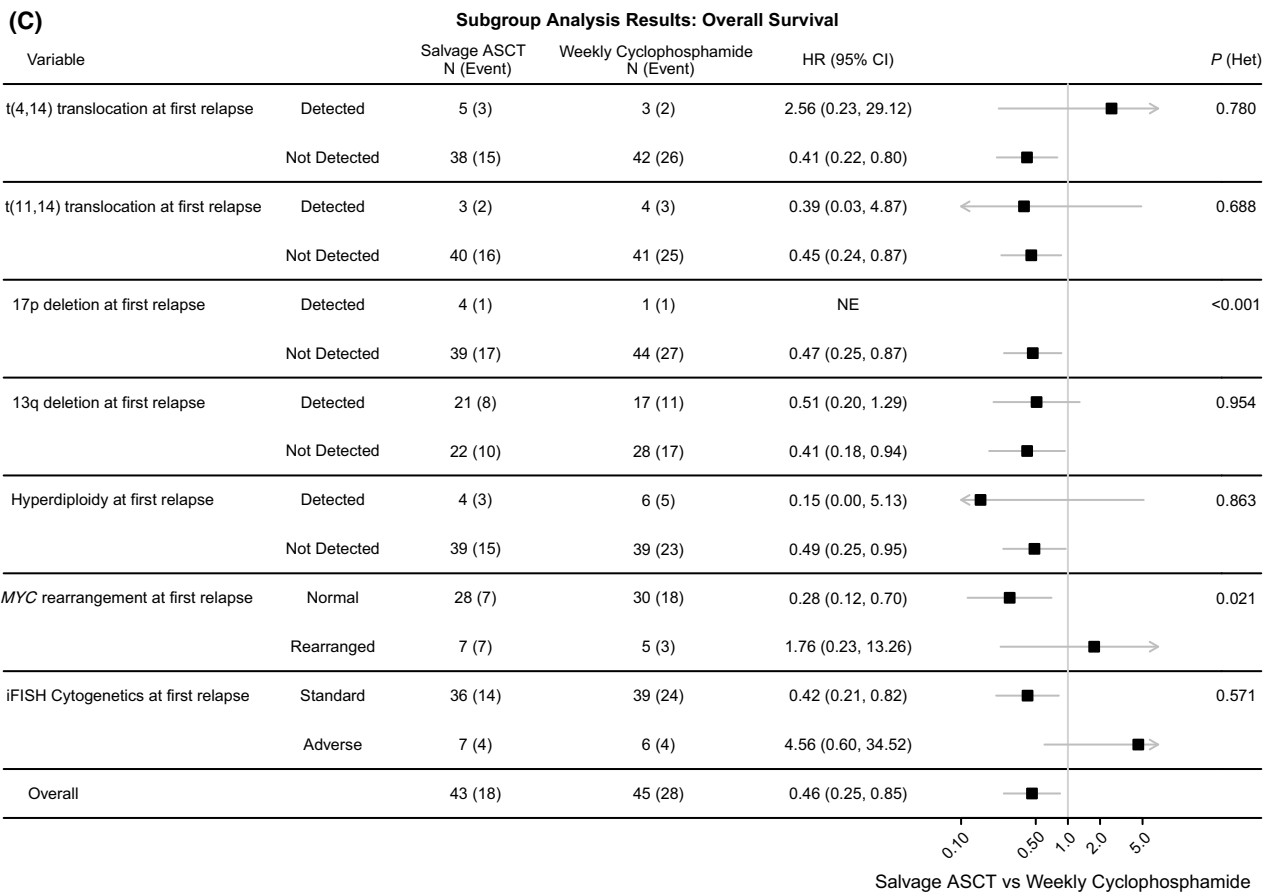 (C)
Subgroup Analysis Results: Overall Survival
Variable Salvage ASCT N (Event) Weekly Cyclophosphamide N (Event) HR (95% CI) P (Het)
t(4,14) translocation at first relapse Detected 5 (3) 3 (2) 2.56 (0.23, 29.12) 0.780
Not Detected 38 (15) 42 (26) 0.41 (0.22, 0.80)
t(11,14) translocation at first relapse Detected 3 (2) 4 (3) 0.39 (0.03, 4.87) 0.688
Not Detected 40 (16) 41 (25) 0.45 (0.24, 0.87)
17p deletion at first relapse Detected 4 (1) 1 (1) NE <0.001
Not Detected 39 (17) 44 (27) 0.47 (0.25, 0.87)
13q deletion at first relapse Detected 21 (8) 17 (11) 0.51 (0.20, 1.29) 0.954
Not Detected 22 (10) 28 (17) 0.41 (0.18, 0.94)
Hyperdiploidy at first relapse Detected 4 (3) 6 (5) 0.15 (0.00, 5.13) 0.863
Not Detected 39 (15) 39 (23) 0.49 (0.25, 0.95)
MYC rearrangement at first relapse Normal 28 (7) 30 (18) 0.28 (0.12, 0.70) 0.021
Rearranged 7 (7) 5 (3) 1.76 (0.23, 13.26)
iFISH Cytogenetics at first relapse Standard 36 (14) 39 (24) 0.42 (0.21, 0.82) 0.571
Adverse 7 (4) 6 (4) 4.56 (0.60, 34.52)
Overall 43 (18) 45 (28) 0.46 (0.25, 0.85)
0.10 0.50 1.0 2.0 5.0
Salvage ASCT vs Weekly Cyclophosphamide